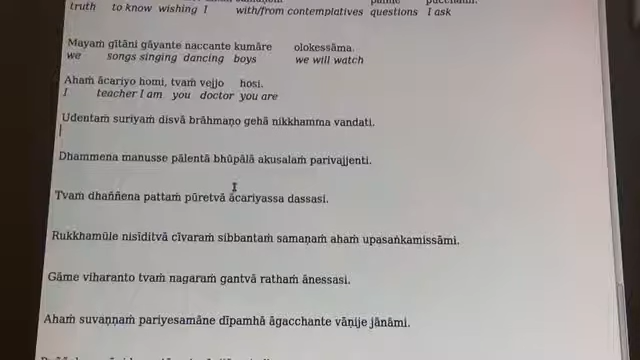 truth to know wishing I with/from contemplatives questions I ask
Mayaṁ gītāni gāyante naccante kumāre olokessāma.
we songs singing dancing boys we will watch
Ahaṁ ācariyo homi, tvaṁ vejjo hosi.
I teacher I am you doctor you are
Udentaṁ suriyaṁ disvā brāhmaṇo gehā nikkhamma vandati.
Dhammena manusse pālentā bhūpālā akusalaṁ parivajjenti.
Tvaṁ dhaññena pattaṁ pūretvā ācariyassa dassasi.
Rukkhamūle nisīditvā cīvaraṁ sibbantaṁ samaṇaṁ ahaṁ upasaṅkamissāmi.
Gāme viharanto tvaṁ nagaraṁ gantvā rathaṁ ānessasi.
Ahaṁ suvaṇṇaṁ pariyesamāne dīpamhā āgacchante vāṇije jānāmi.